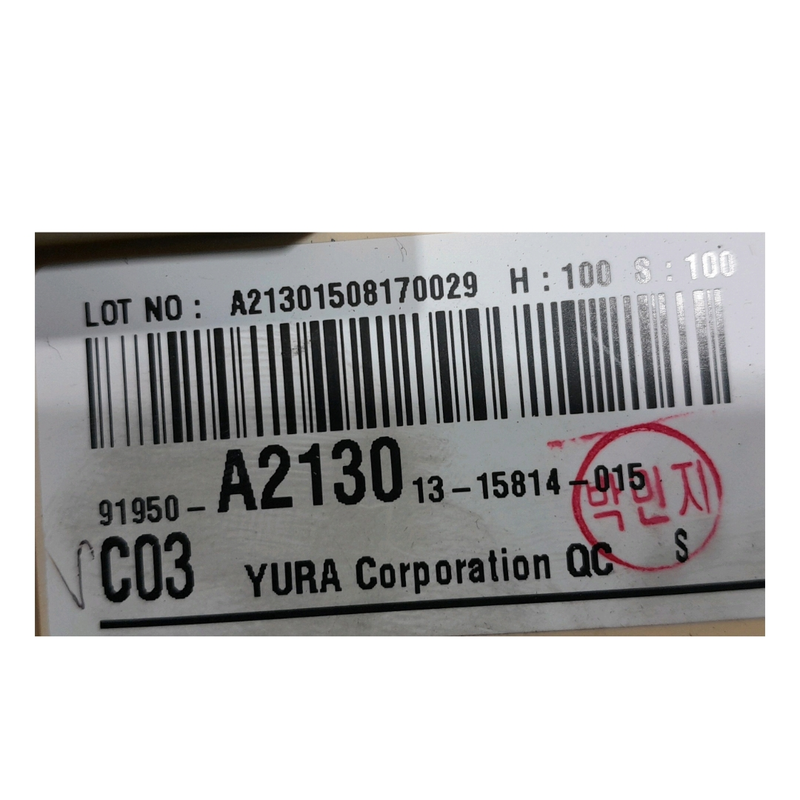 LOT NO : A21301508170029 H : 100 S : 100
91950- A2130 13-15814-015
C03 YURA Corporation QC S
박민지